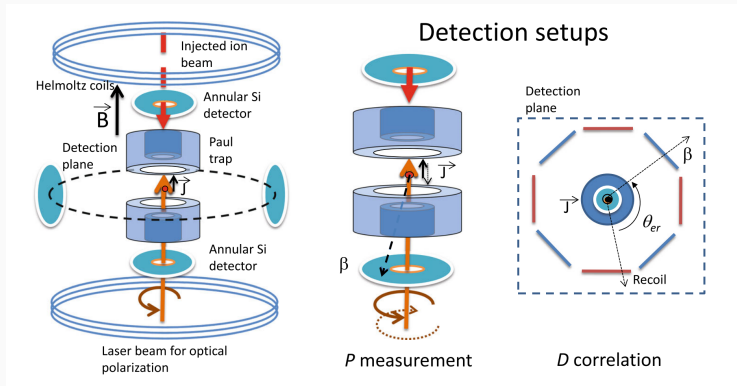 Detection setups
Injected ion
beam
Helmoltz coils
B
Annular Si
detector
Detection
plane
Paul
trap
J
Annular Si
detector
Laser beam for optical
polarization
J
β
P measurement
Detection
plane
β
J
θer
Recoil
D correlation